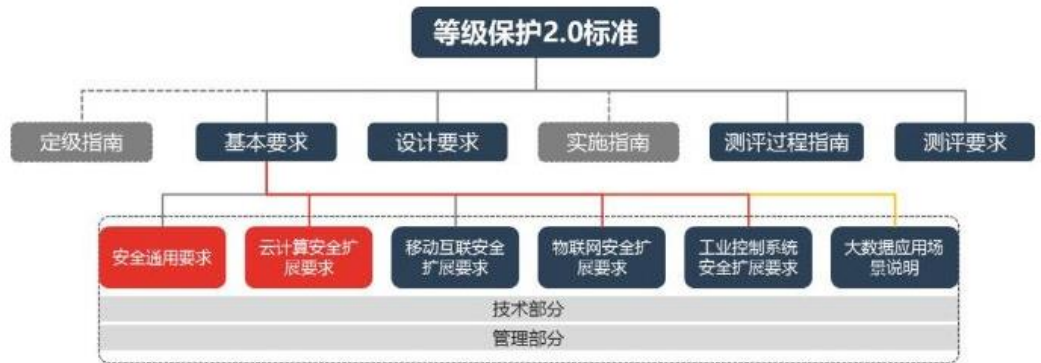 等级保护2.0标准
定级指南
基本要求
设计要求
实施指南
测评过程指南
测评要求
安全通用要求
云计算安全扩
展要求
移动互联安全
扩展要求
物联网安全扩
展要求
工业控制系统
安全扩展要求
大数据应用场
景说明
技术部分
管理部分